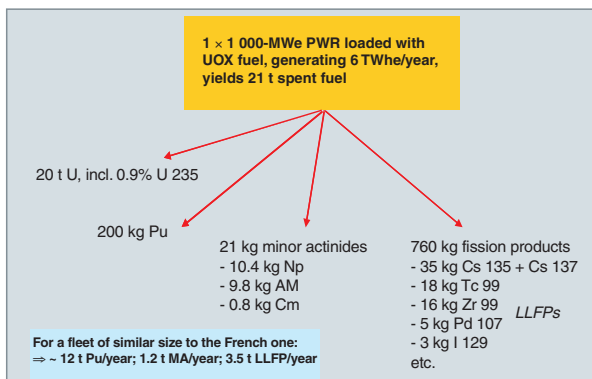 1 × 1 000-MWe PWR loaded with
UOX fuel, generating 6 TWhe/year,
yields 21 t spent fuel
20 t U, incl. 0.9% U 235
200 kg Pu
21 kg minor actinides
- 10.4 kg Np
- 9.8 kg AM
- 0.8 kg Cm
760 kg fission products
- 35 kg Cs 135 + Cs 137
- 18 kg Tc 99
- 16 kg Zr 99
- 5 kg Pd 107
- 3 kg I 129
etc.
LLFPs
For a fleet of similar size to the French one:
⇒ ~ 12 t Pu/year; 1.2 t MA/year; 3.5 t LLFP/year